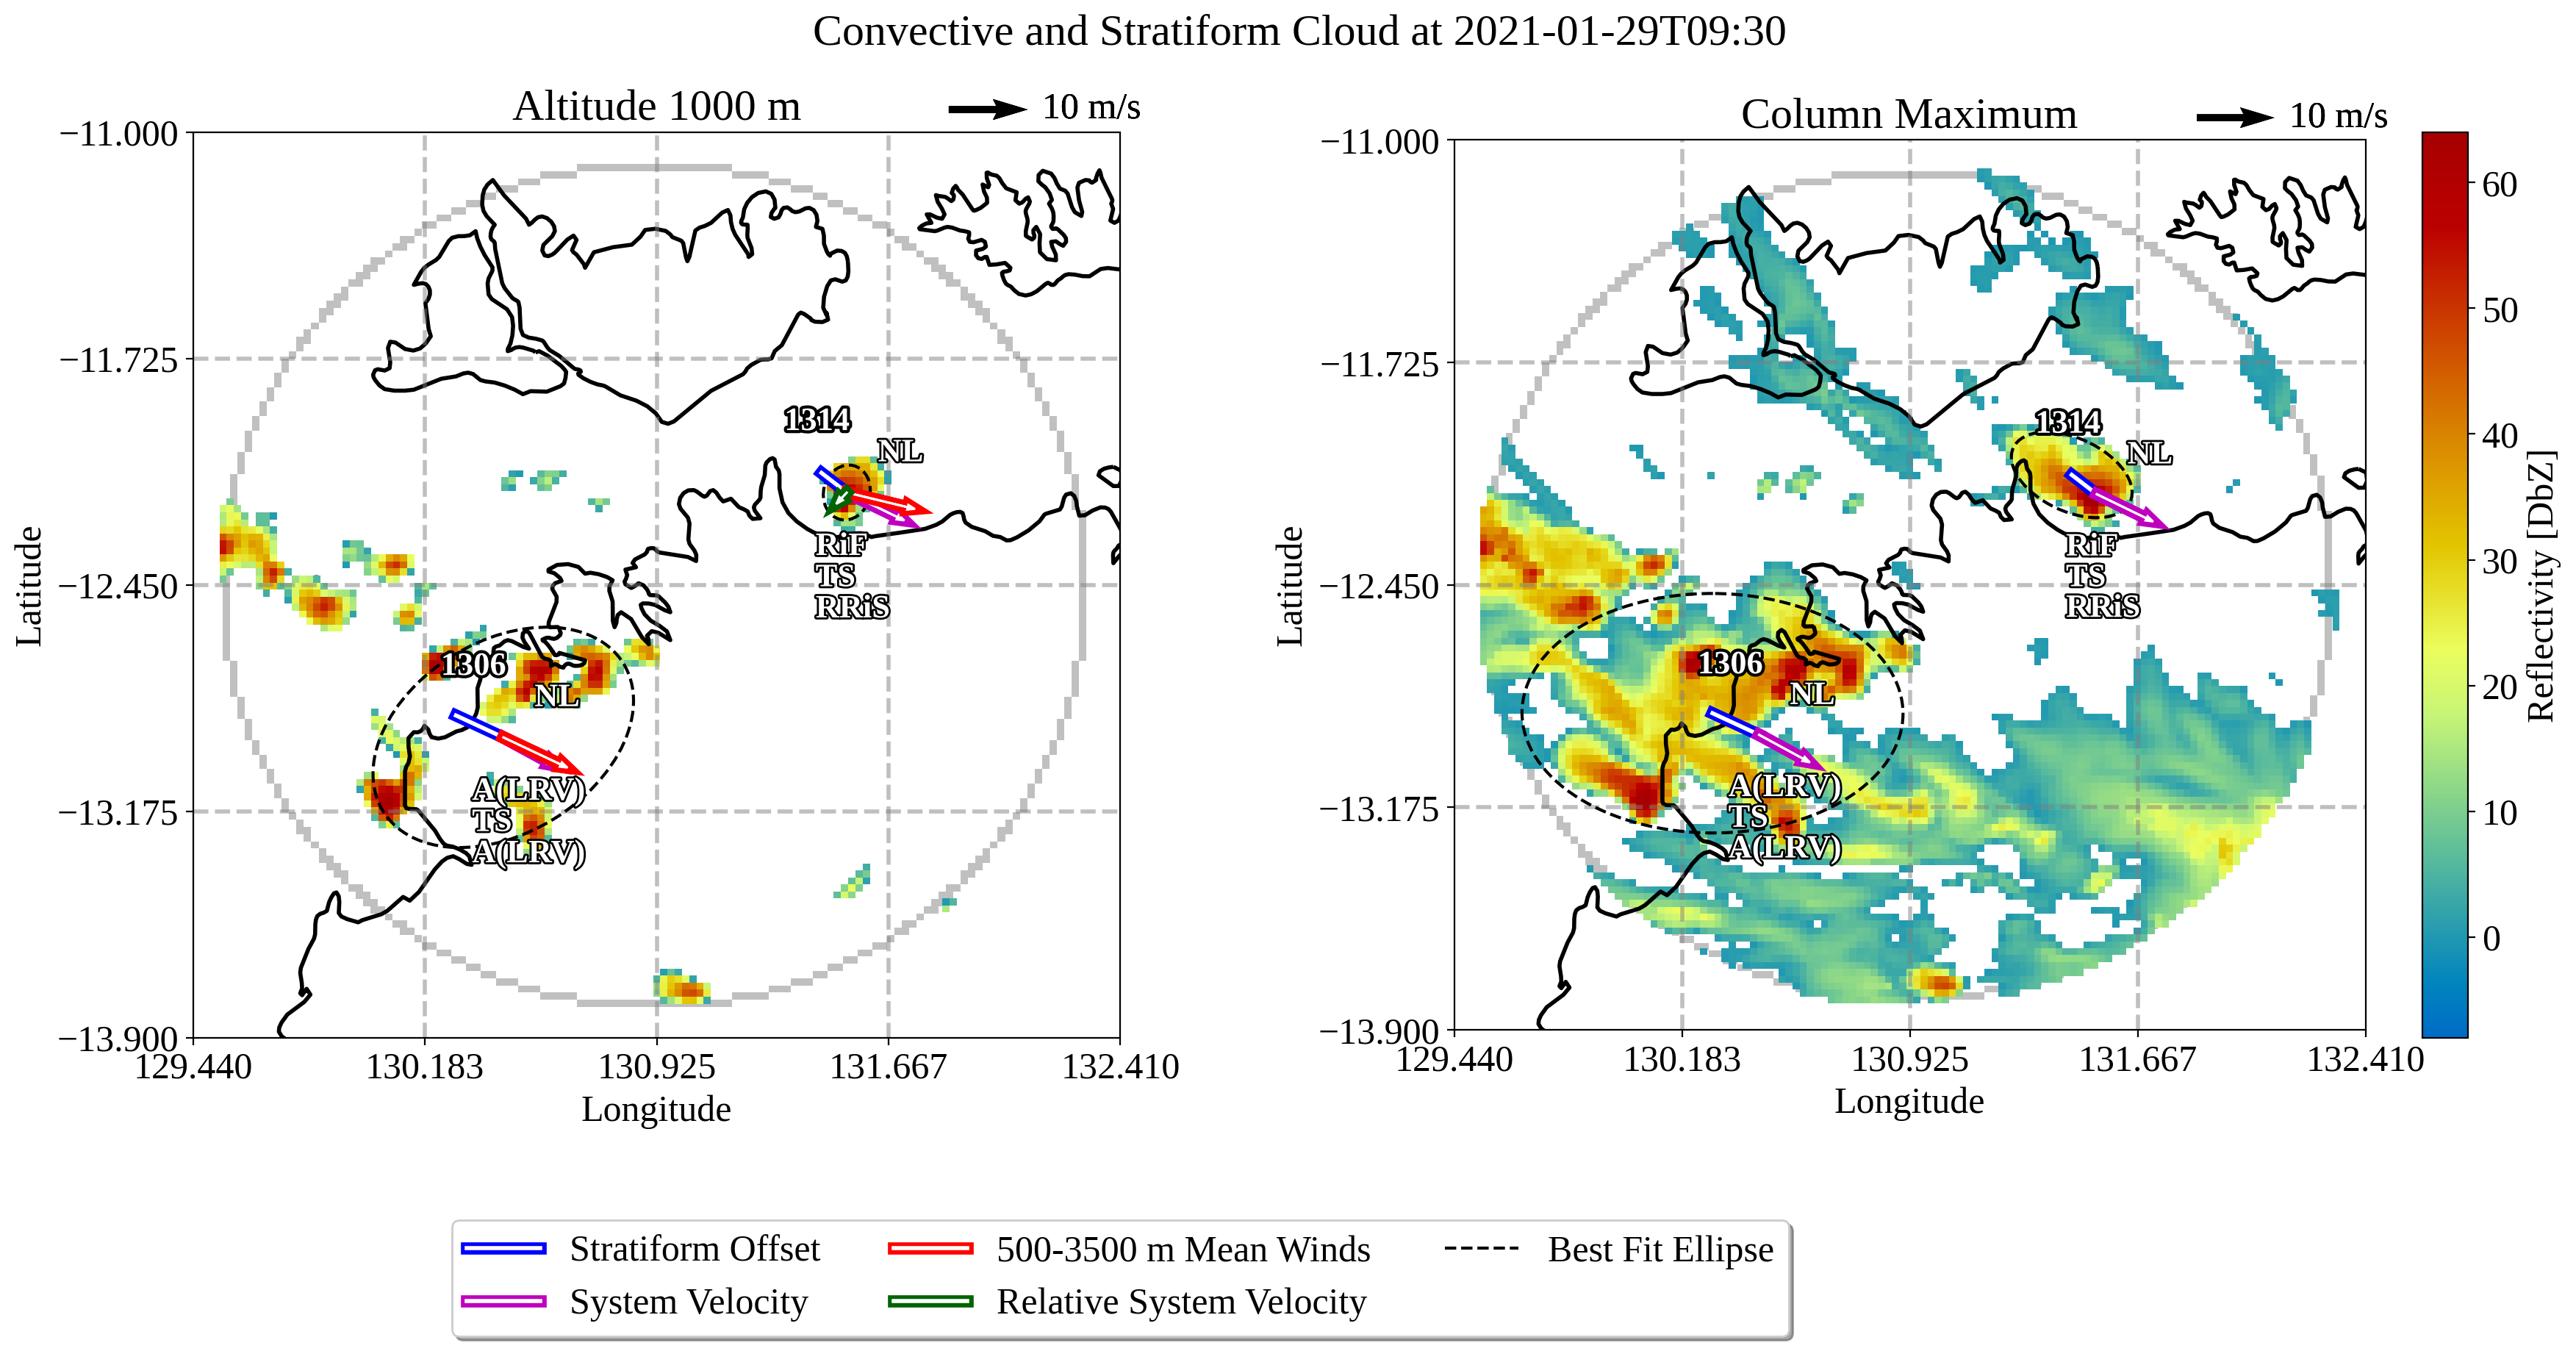 Convective and Stratiform Cloud at 2021-01-29T09:30
Altitude 1000 m
10 m/s
−11.000
−11.725
−12.450
−13.175
−13.900
Latitude
129.440
130.183
130.925
131.667
132.410
Longitude
1314
NL
RiF
TS
RRiS
1306
NL
A(LRV)
TS
A(LRV)
Column Maximum
10 m/s
−11.000
−11.725
−12.450
−13.175
−13.900
Latitude
129.440
130.183
130.925
131.667
132.410
Longitude
1314
NL
RiF
TS
RRiS
1306
NL
A(LRV)
TS
A(LRV)
60
50
40
30
20
10
0
Reflectivity [DbZ]
Stratiform Offset
System Velocity
500-3500 m Mean Winds
Relative System Velocity
Best Fit Ellipse